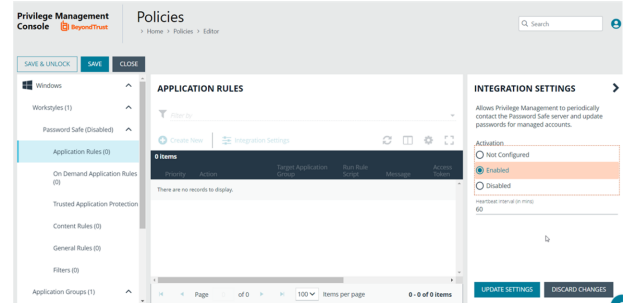 Privilege Management
Console BeyondTrust
Policies
> Home > Policies > Editor
Search
SAVE & UNLOCK
SAVE
CLOSE
Windows
Workstyles (1)
Password Safe (Disabled)
Application Rules (0)
On Demand Application Rules
(0)
Trusted Application Protection
Content Rules (0)
General Rules (0)
Filters (0)
Application Groups (1)
APPLICATION RULES
Filter by
Create New
Integration Settings
0 items
Priority
Action
Target Application
Group
Run Rule
Script
Message
Access
Token
There are no records to display.
Page
of 0
100
Items per page
0 - 0 of 0 items
INTEGRATION SETTINGS
Allows Privilege Management to periodically
contact the Password Safe server and update
passwords for managed accounts.
Activation
Not Configured
Enabled
Disabled
Heartbeat Interval (in mins)
60
UPDATE SETTINGS
DISCARD CHANGES